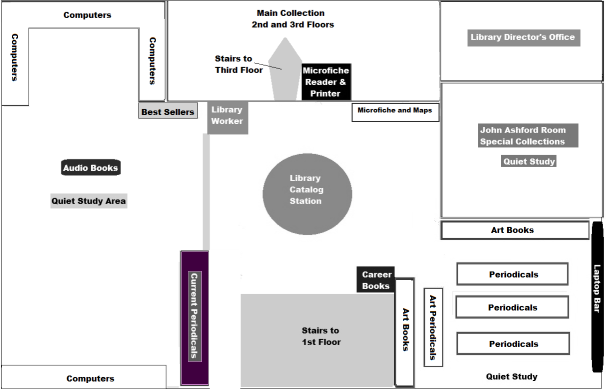 Computers
Computers
Computers
Main Collection
2nd and 3rd Floors
Stairs to
Third Floor
Microfiche
Reader &
Printer
Library Director's Office
Best Sellers
Library
Worker
Microfiche and Maps
John Ashford Room
Special Collections
Quiet Study
Audio Books
Quiet Study Area
Library
Catalog
Station
Art Books
Laptop Bar
Current Periodicals
Career
Books
Art Books
Art Periodicals
Periodicals
Periodicals
Periodicals
Stairs to
1st Floor
Computers
Quiet Study